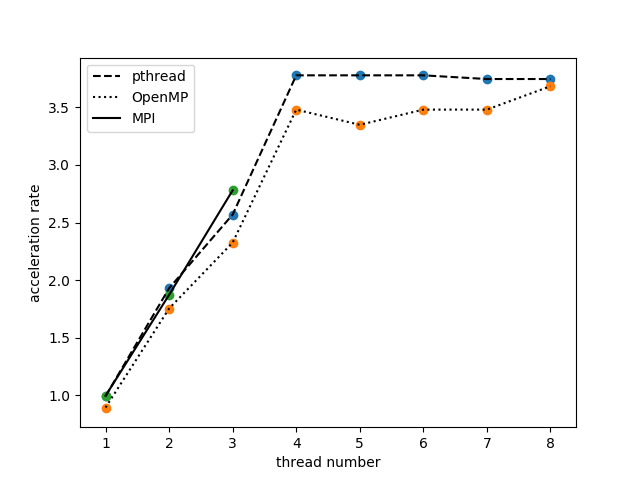 pthread
OpenMP
MPI
3.5
3.0
2.5
2.0
1.5
1.0
acceleration rate
1 2 3 4 5 6 7 8
thread number